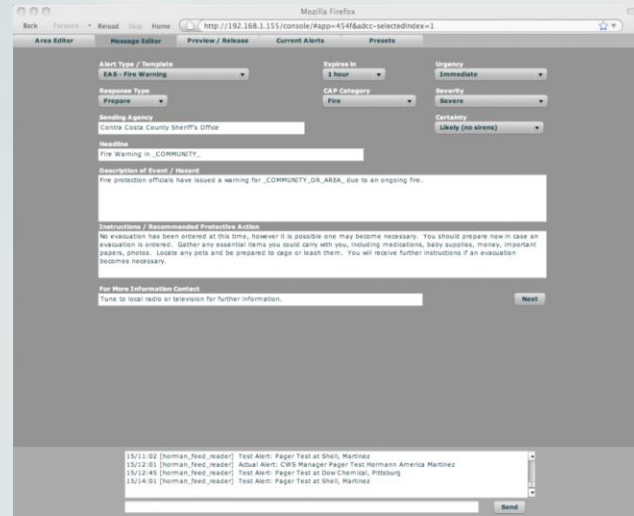 Mozilla Firefox
Back Forward Reload Stop Home http://192.168.1.155/console/#app=454f&adcc-selectedIndex=1
Area Editor Message Editor Preview / Release Current Alerts Presets
Alert Type / Template Expires in Urgency
EAS - Fire Warning 1 hour Immediate
Response Type CAP Category Severity
Prepare Fire Severe
Sending Agency Certainty
Contra Costa County Sheriff's Office Likely (no sirens)
Headline
Fire Warning in _COMMUNITY_
Description of Event / Hazard
Fire protection officials have issued a warning for _COMMUNITY_OR_AREA_ due to an ongoing fire.
Instructions / Recommended Protective Action
No evacuation has been ordered at this time, however it is possible one may become necessary. You should prepare now in case an
evacuation is ordered. Gather any essential items you could carry with you, including medications, baby supplies, money, important
papers, photos. Locate any pets and be prepared to cage or leash them. You will receive further instructions if an evacuation
becomes necessary.
For More Information Contact
Tune to local radio or television for further information. Next
15/11:02 [horman_feed_reader] Test Alert: Pager Test at Shell, Martinez
15/12:01 [horman_feed_reader] Actual Alert: CWS Manager Pager Test Hormann America Martinez
15/12:45 [horman_feed_reader] Test Alert: Pager Test at Dow Chemical, Pittsburg
15/14:01 [horman_feed_reader] Test Alert: Pager Test at Shell, Martinez
Send